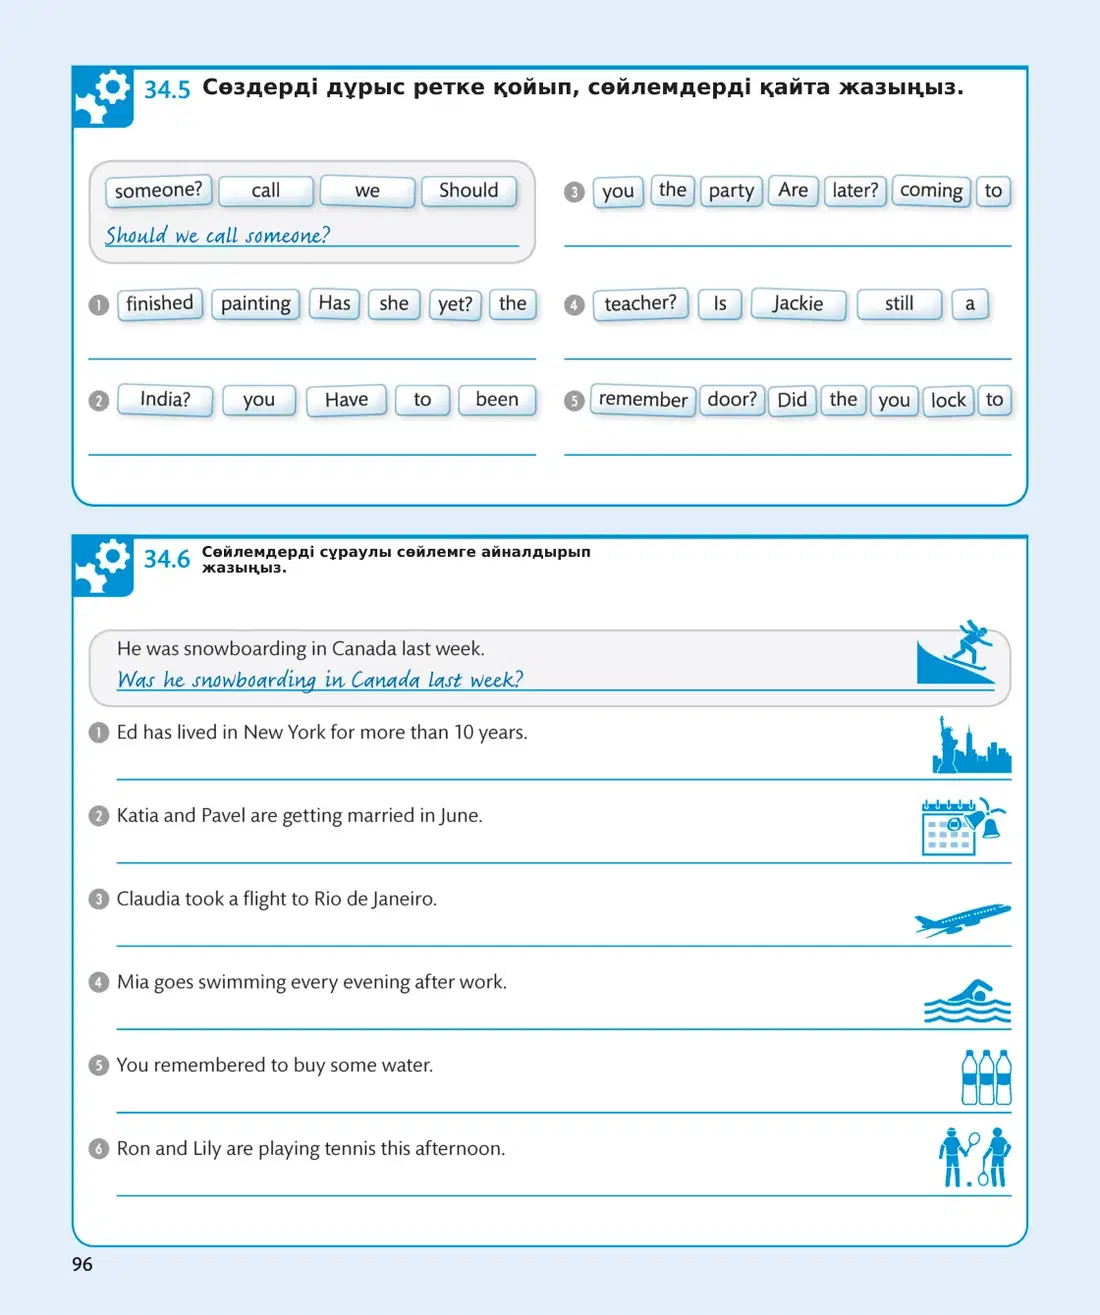 34.5 Сөздерді дұрыс ретке қойып, сөйлемдерді қайта жазыңыз.
someone? call we Should
Should we call someone?
1 finished painting Has she yet? the
2 India? you Have to been
3 you the party Are later? coming to
4 teacher? Is Jackie still a
5 remember door? Did the you lock to
34.6 Сөйлемдерді сұраулы сөйлемге айналдырып
жазыңыз.
He was snowboarding in Canada last week.
Was he snowboarding in Canada last week?
1 Ed has lived in New York for more than 10 years.
2 Katia and Pavel are getting married in June.
3 Claudia took a flight to Rio de Janeiro.
4 Mia goes swimming every evening after work.
5 You remembered to buy some water.
6 Ron and Lily are playing tennis this afternoon.
96